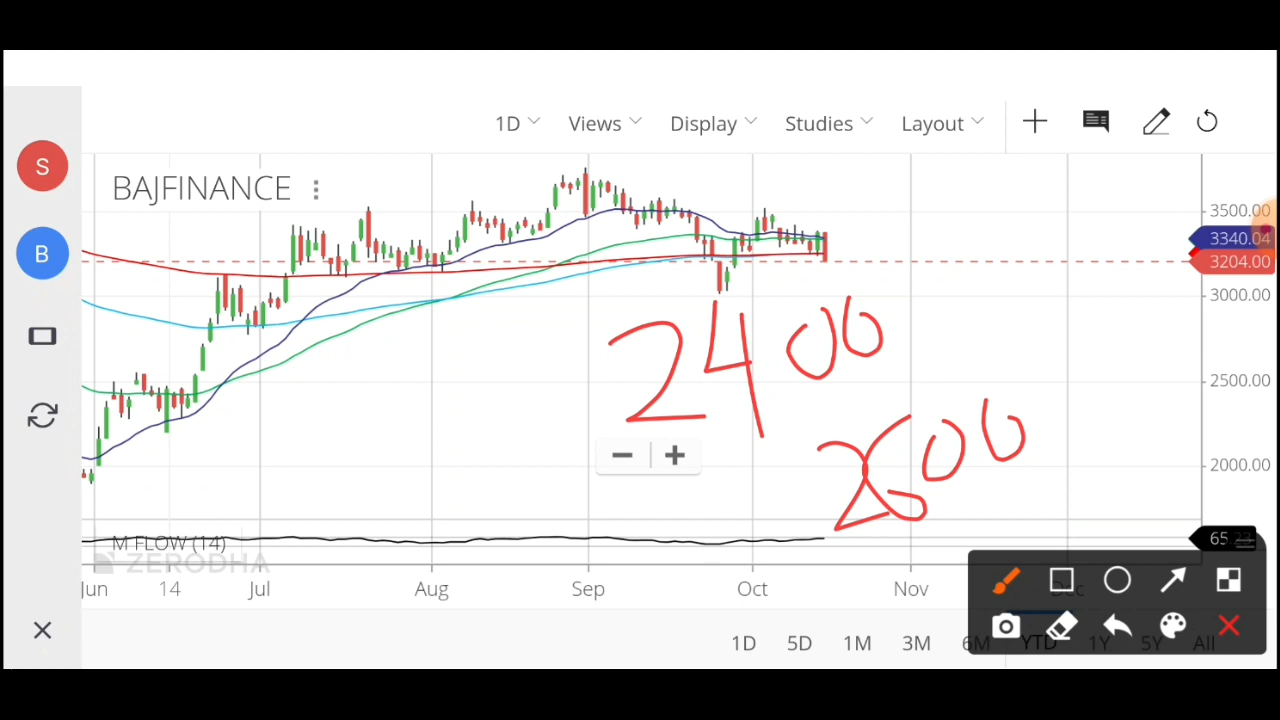 1D Views Display Studies Layout
S
BAJFINANCE
3500.00
B
3340.04
3204.00
3000.00
2400
2500.00
2600
2000.00
M FLOW (14)
65
ZERODHA
Jun 14 Jul Aug Sep Oct Nov Dec
1D 5D 1M 3M 6M YTD 1Y 5Y All